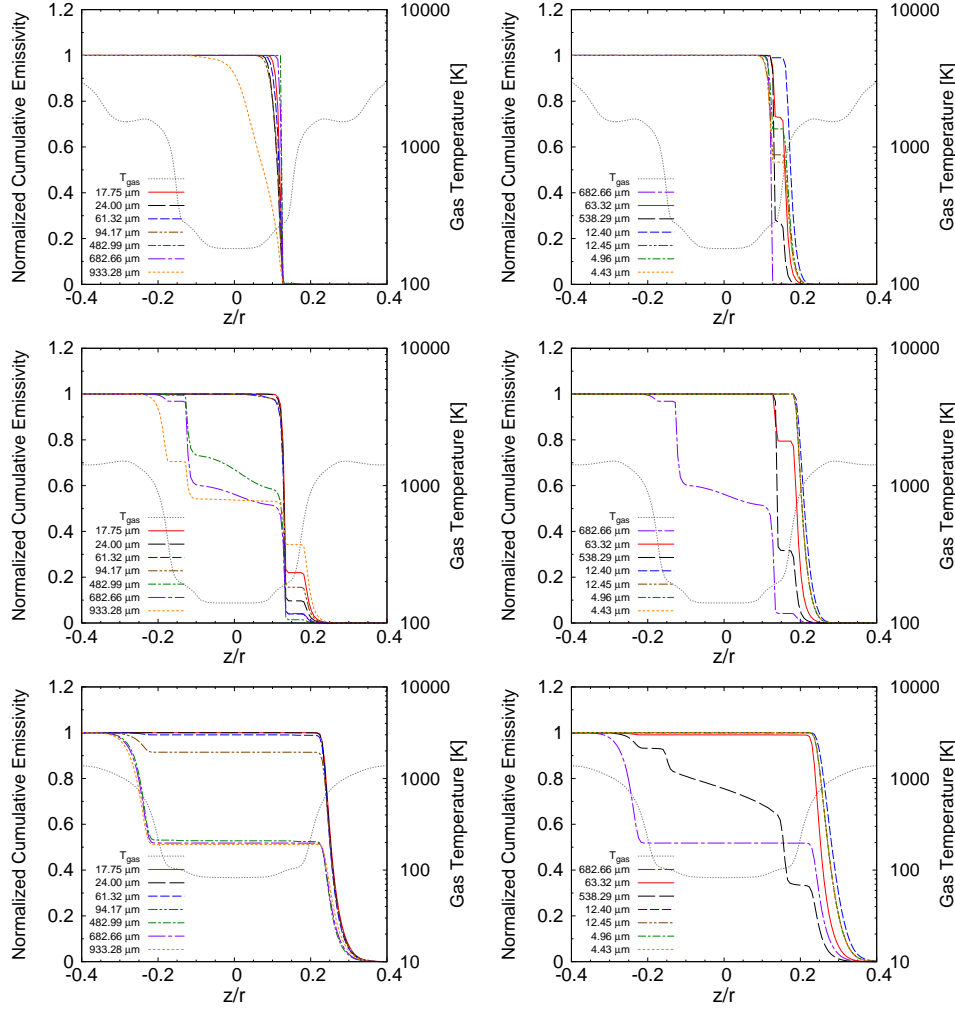 Normalized Cumulative Emissivity
1.2
1
0.8
0.6
0.4
0.2
0
-0.4 -0.2 0 0.2 0.4
z/r
10000
1000
100
Gas Temperature [K]
Tgas
17.75 μm
24.00 μm
61.32 μm
94.17 μm
482.99 μm
682.66 μm
933.28 μm
Normalized Cumulative Emissivity
1.2
1
0.8
0.6
0.4
0.2
0
-0.4 -0.2 0 0.2 0.4
z/r
10000
1000
100
Gas Temperature [K]
Tgas
682.66 μm
63.32 μm
538.29 μm
12.40 μm
12.45 μm
4.96 μm
4.43 μm
Normalized Cumulative Emissivity
1.2
1
0.8
0.6
0.4
0.2
0
-0.4 -0.2 0 0.2 0.4
z/r
10000
1000
100
Gas Temperature [K]
Tgas
17.75 μm
24.00 μm
61.32 μm
94.17 μm
482.99 μm
682.66 μm
933.28 μm
Normalized Cumulative Emissivity
1.2
1
0.8
0.6
0.4
0.2
0
-0.4 -0.2 0 0.2 0.4
z/r
10000
1000
100
Gas Temperature [K]
Tgas
682.66 μm
63.32 μm
538.29 μm
12.40 μm
12.45 μm
4.96 μm
4.43 μm
Normalized Cumulative Emissivity
1.2
1
0.8
0.6
0.4
0.2
0
-0.4 -0.2 0 0.2 0.4
z/r
10000
1000
100
10
Gas Temperature [K]
Tgas
17.75 μm
24.00 μm
61.32 μm
94.17 μm
482.99 μm
682.66 μm
933.28 μm
Normalized Cumulative Emissivity
1.2
1
0.8
0.6
0.4
0.2
0
-0.4 -0.2 0 0.2 0.4
z/r
10000
1000
100
10
Gas Temperature [K]
Tgas
682.66 μm
63.32 μm
538.29 μm
12.40 μm
12.45 μm
4.96 μm
4.43 μm